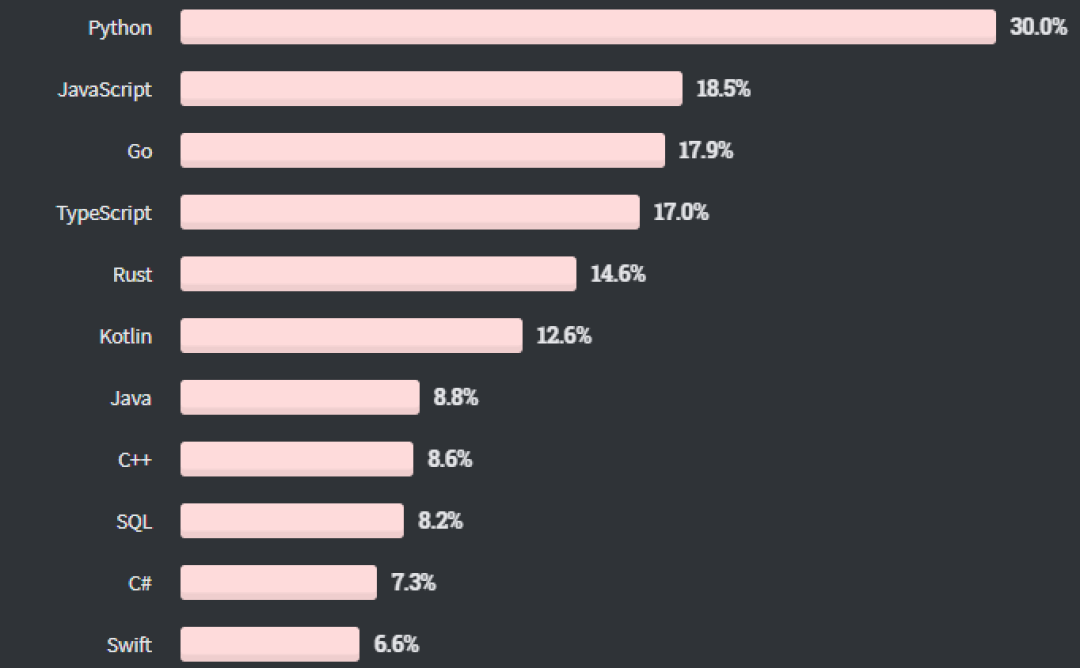 Python 30.0%
JavaScript 18.5%
Go 17.9%
TypeScript 17.0%
Rust 14.6%
Kotlin 12.6%
Java 8.8%
C++ 8.6%
SQL 8.2%
C# 7.3%
Swift 6.6%